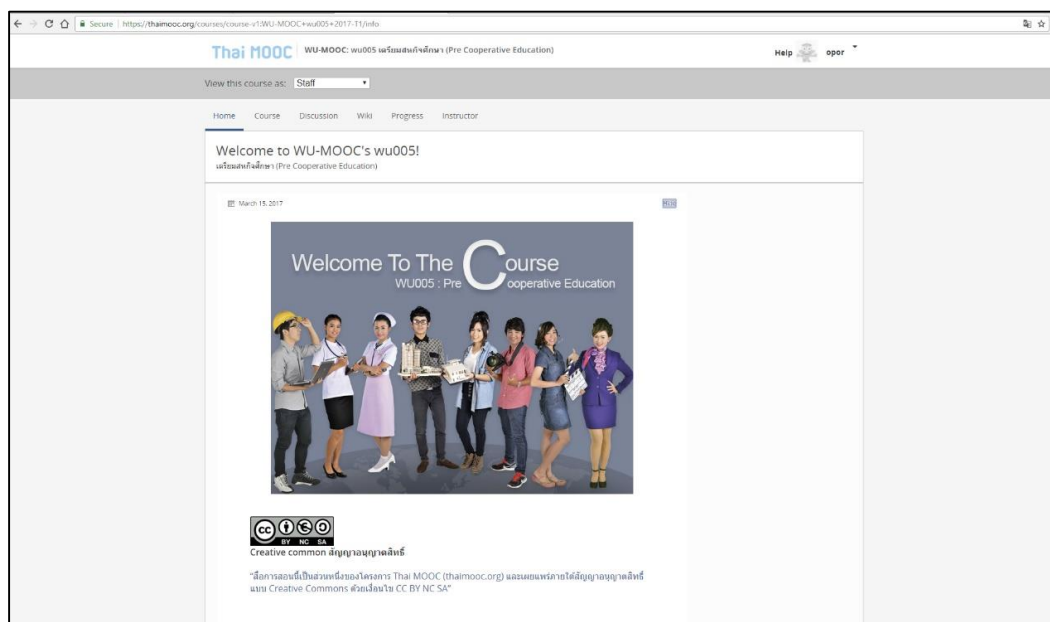 Secure | https://thaimooc.org/courses/course-v1:WU-MOOC+wu005+2017-T1/info
Thai MOOC
WU-MOOC: wu005 เตรียมสหกิจศึกษา (Pre Cooperative Education)
Help
opor
View this course as: Staff
Home Course Discussion Wiki Progress Instructor
Welcome to WU-MOOC's wu005!
เตรียมสหกิจศึกษา (Pre Cooperative Education)
March 15, 2017
Hide
Welcome To The Course
WU005 : Pre Cooperative Education
cc BY NC SA
Creative common สัญญาอนุญาตสิทธิ์
"สื่อการสอนนี้เป็นส่วนหนึ่งของโครงการ Thai MOOC (thaimooc.org) และเผยแพร่ภายใต้สัญญาอนุญาตสิทธิ์
แบบ Creative Commons ด้วยเงื่อนไข CC BY NC SA"